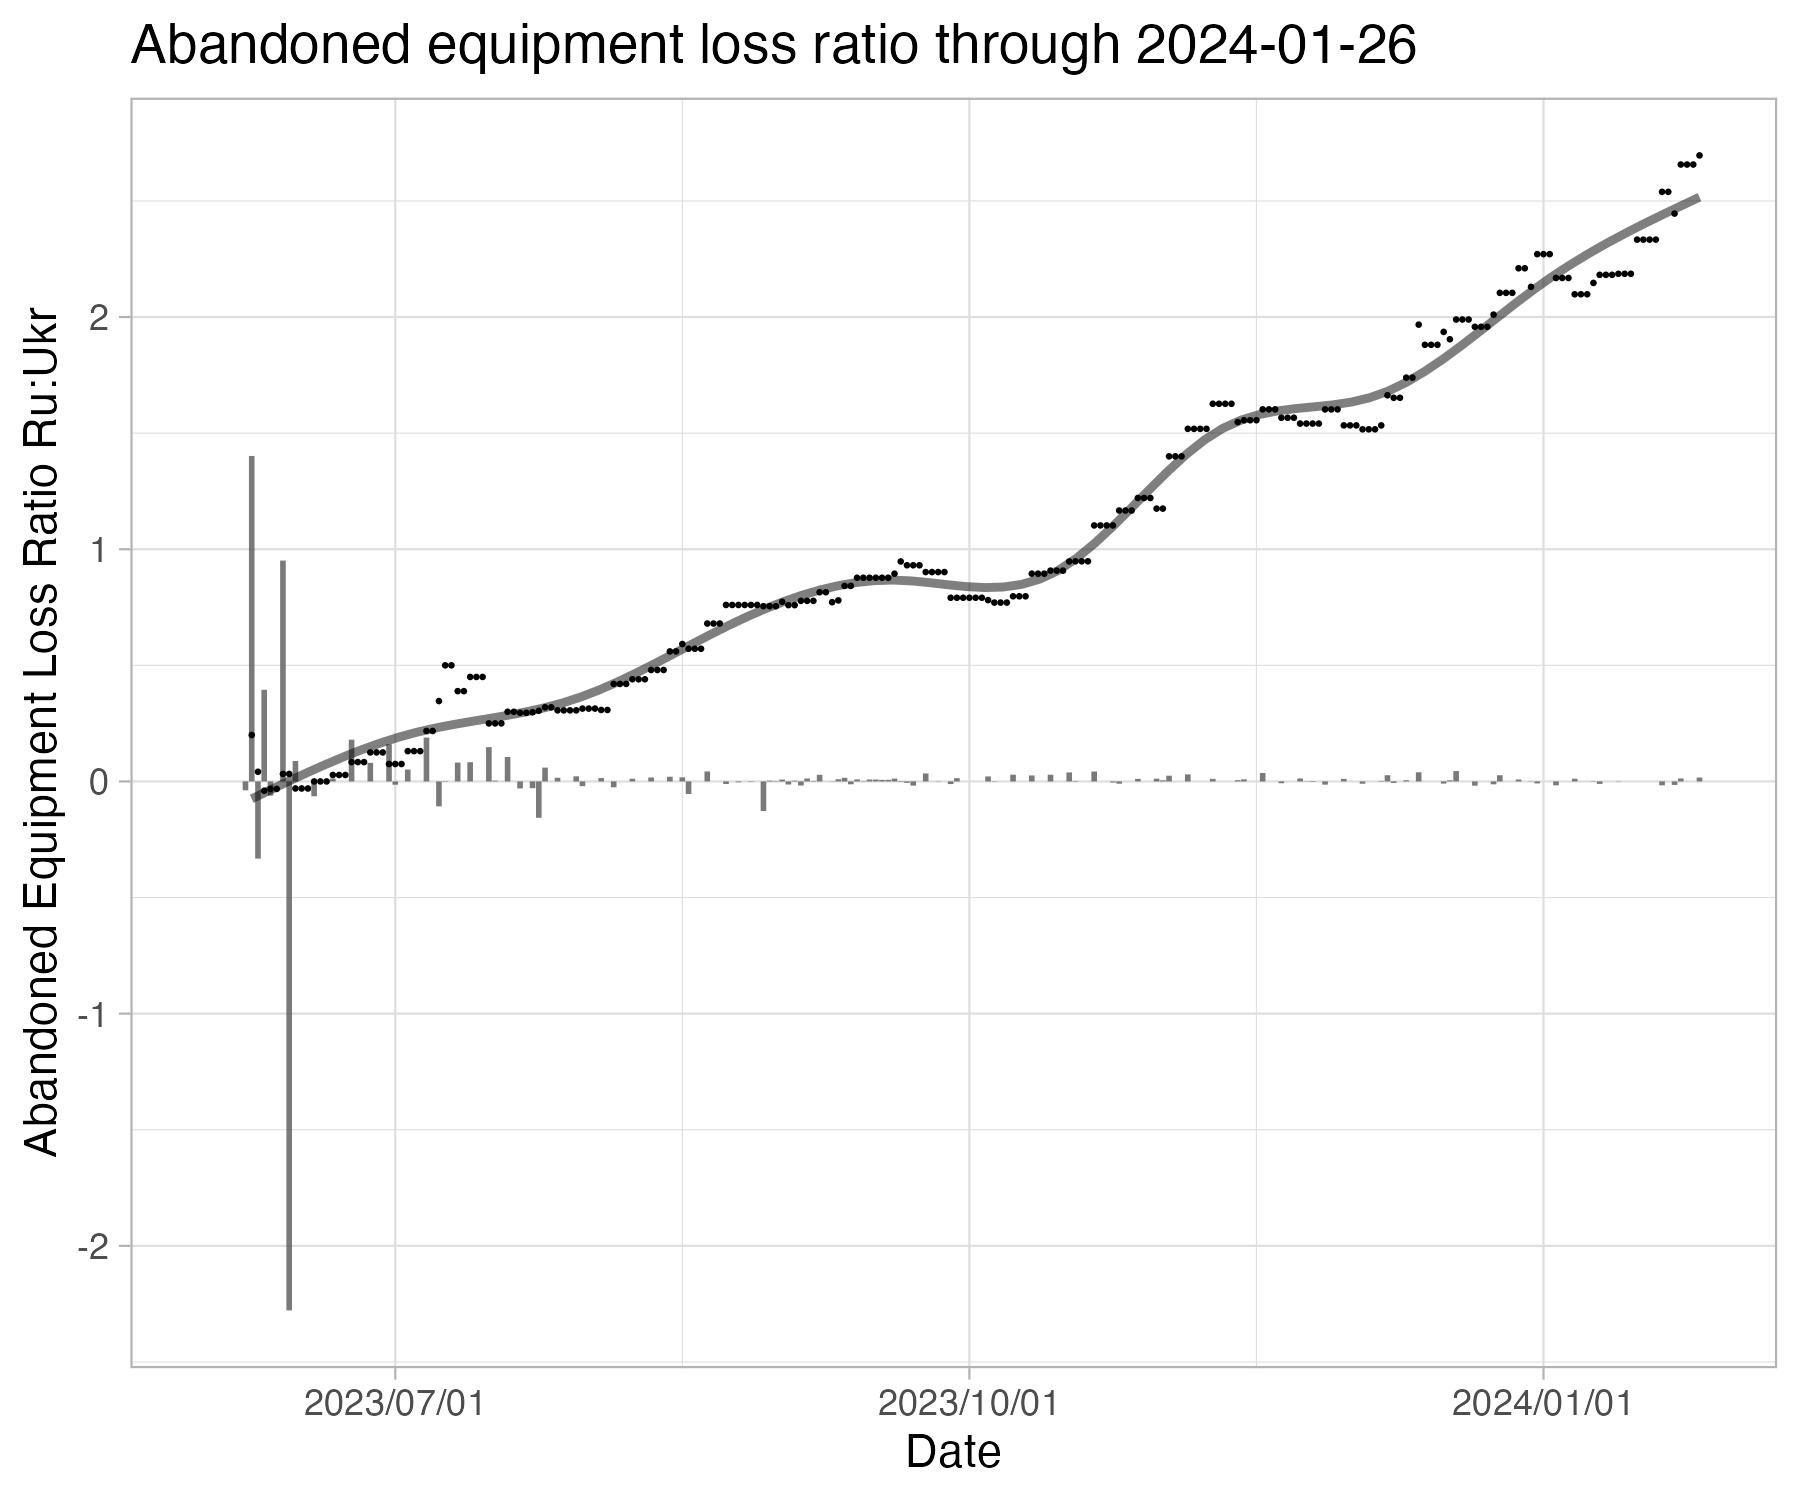 Abandoned equipment loss ratio through 2024-01-26
Abandoned Equipment Loss Ratio Ru:Ukr
2
1
0
-1
-2
2023/07/01
2023/10/01
2024/01/01
Date